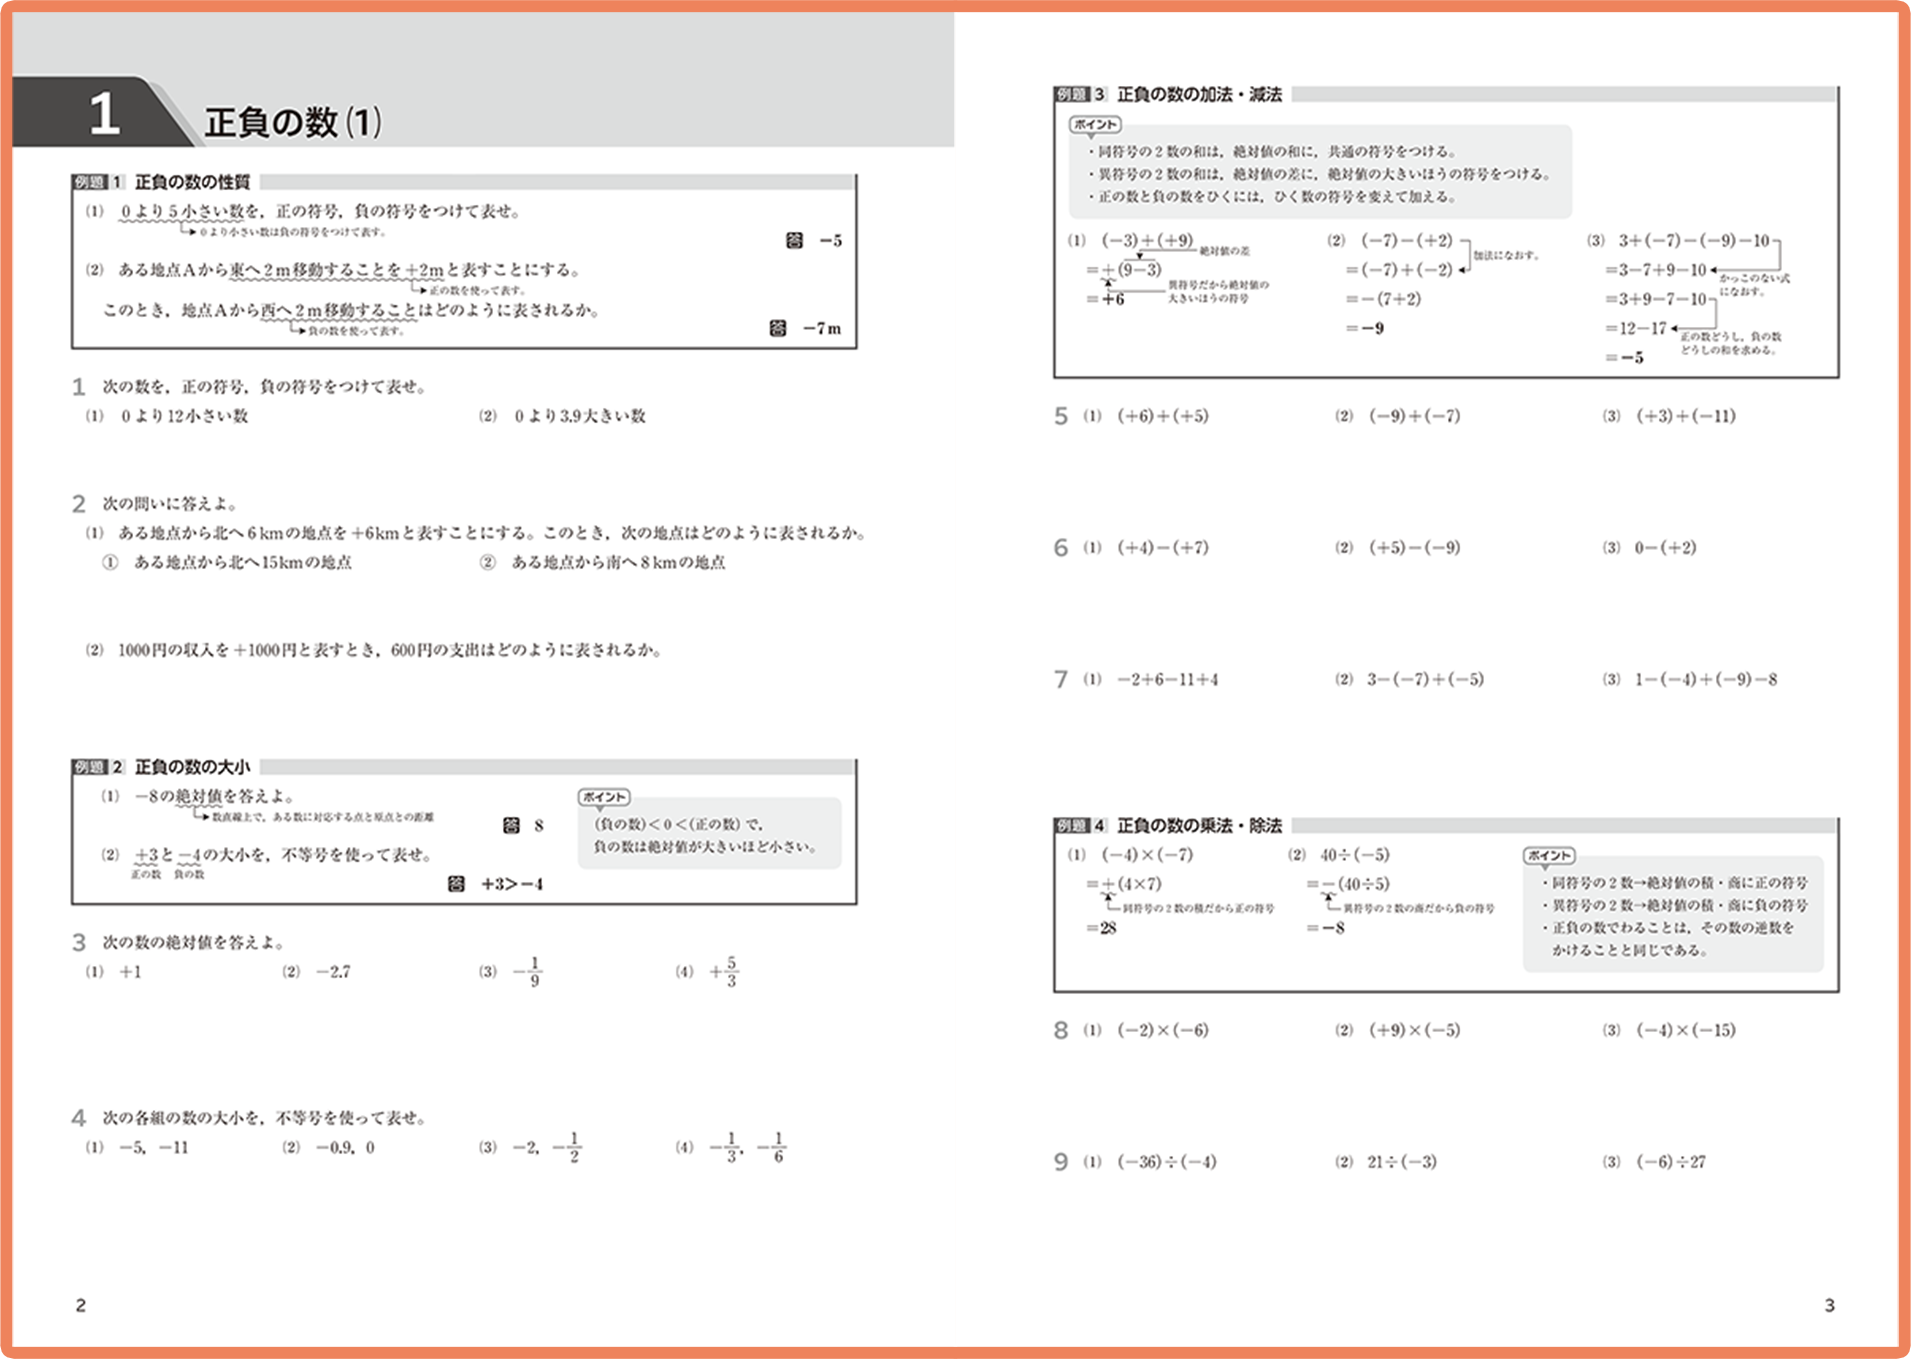 1 正負の数(1)
例題 1 正負の数の性質
(1) 0より5小さい数を，正の符号，負の符号をつけて表せ。
0より小さい数は負の符号をつけて表す。
答 −5
(2) ある地点Aから東へ2m移動することを+2mと表すことにする。
正の数を使って表す。
このとき，地点Aから西へ2m移動することはどのように表されるか。
負の数を使って表す。
答 −7m
1 次の数を，正の符号，負の符号をつけて表せ。
(1) 0より12小さい数 (2) 0より3.9大きい数
2 次の問いに答えよ。
(1) ある地点から北へ6kmの地点を+6kmと表すことにする。このとき，次の地点はどのように表されるか。
① ある地点から北へ15kmの地点 ② ある地点から南へ8kmの地点
(2) 1000円の収入を+1000円と表すとき，600円の支出はどのように表されるか。
例題 2 正負の数の大小
(1) −8の絶対値を答えよ。
数直線上で，ある数に対応する点と原点との距離
答 8
(2) +3と−4の大小を，不等号を使って表せ。
正の数 負の数
答 +3>−4
ポイント
(負の数)<0<(正の数)で，
負の数は絶対値が大きいほど小さい。
3 次の数の絶対値を答えよ。
(1) +1 (2) −2.7 (3) −1/9 (4) +5/3
4 次の各組の数の大小を，不等号を使って表せ。
(1) −5，−11 (2) −0.9，0 (3) −2，−1/2 (4) −1/3，−1/6
2
例題 3 正負の数の加法・減法
ポイント
・同符号の2数の和は，絶対値の和に，共通の符号をつける。
・異符号の2数の和は，絶対値の差に，絶対値の大きいほうの符号をつける。
・正の数と負の数をひくには，ひく数の符号を変えて加える。
(1) (−3)+(+9)
絶対値の差
=+(9−3)
異符号だから絶対値の
大きいほうの符号
=+6
(2) (−7)−(+2)
加法になおす。
=(−7)+(−2)
=−(7+2)
=−9
(3) 3+(−7)−(−9)−10
=3−7+9−10
かっこのない式
になおす。
=3+9−7−10
=12−17
正の数どうし，負の数
どうしの和を求める。
=−5
5 (1) (+6)+(+5) (2) (−9)+(−7) (3) (+3)+(−11)
6 (1) (+4)−(+7) (2) (+5)−(−9) (3) 0−(+2)
7 (1) −2+6−11+4 (2) 3−(−7)+(−5) (3) 1−(−4)+(−9)−8
例題 4 正負の数の乗法・除法
(1) (−4)×(−7)
=+(4×7)
同符号の2数の積だから正の符号
=28
(2) 40÷(−5)
=−(40÷5)
異符号の2数の商だから負の符号
=−8
ポイント
・同符号の2数→絶対値の積・商に正の符号
・異符号の2数→絶対値の積・商に負の符号
・正負の数でわることは，その数の逆数を
かけることと同じである。
8 (1) (−2)×(−6) (2) (+9)×(−5) (3) (−4)×(−15)
9 (1) (−36)÷(−4) (2) 21÷(−3) (3) (−6)÷27
3